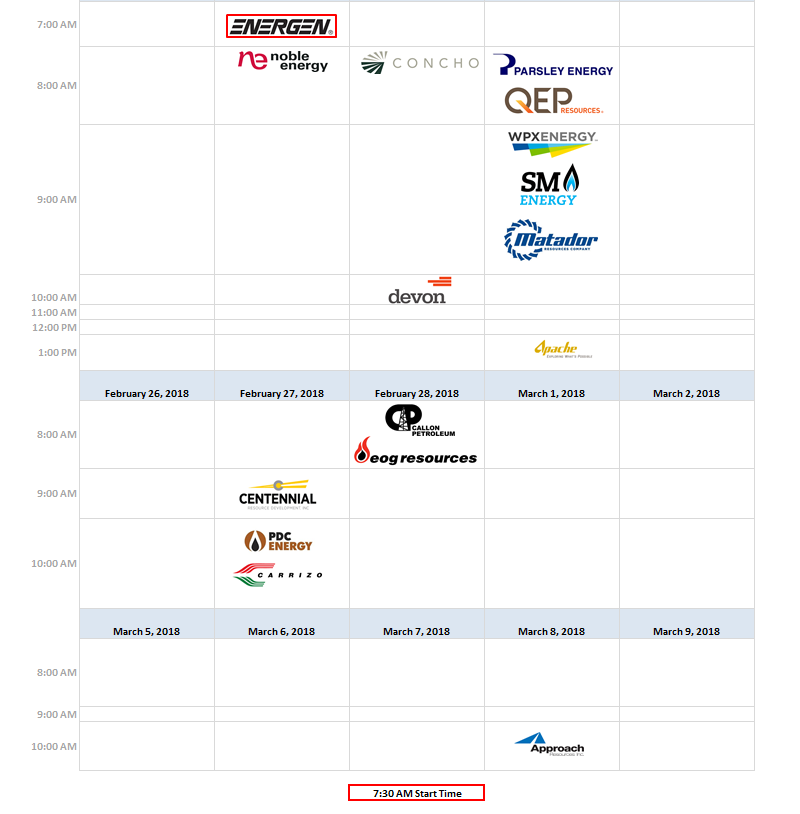 7:00 AM
ENERGEN®
8:00 AM
noble
energy
CONCHO
PARSLEY ENERGY
QEP
RESOURCES
9:00 AM
WPXENERGY
SM
ENERGY
Matador
RESOURCES COMPANY
10:00 AM
devon
11:00 AM
12:00 PM
1:00 PM
Apache
February 26, 2018 February 27, 2018 February 28, 2018 March 1, 2018 March 2, 2018
8:00 AM
CP
CALLON
PETROLEUM
eog resources
9:00 AM
CENTENNIAL
RESOURCE DEVELOPMENT INC
10:00 AM
PDC
ENERGY
CARRIZO
March 5, 2018 March 6, 2018 March 7, 2018 March 8, 2018 March 9, 2018
8:00 AM
9:00 AM
10:00 AM
Approach
7:30 AM Start Time